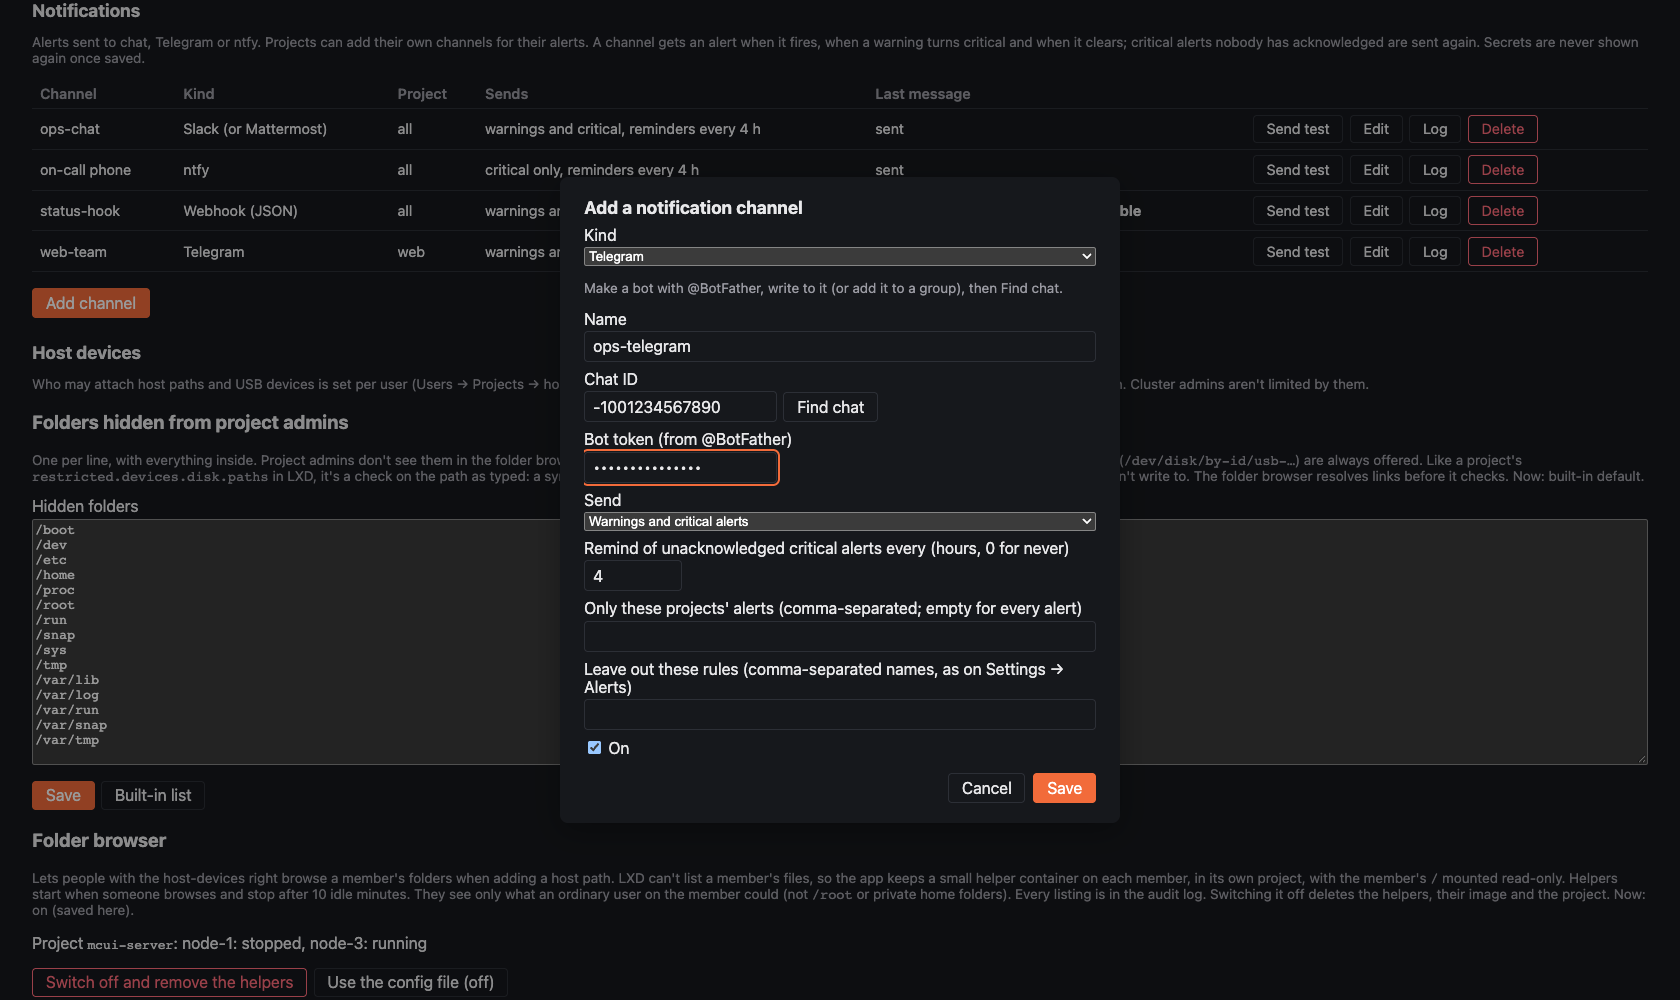 Notifications
Alerts sent to chat, Telegram or ntfy. Projects can add their own channels for their alerts. A channel gets an alert when it fires, when a warning turns critical and when it clears; critical alerts nobody has acknowledged are sent again. Secrets are never shown
again once saved.
Channel Kind Project Sends Last message
ops-chat Slack (or Mattermost) all warnings and critical, reminders every 4 h sent Send test Edit Log Delete
on-call phone ntfy all critical only, reminders every 4 h sent Send test Edit Log Delete
status-hook Webhook (JSON) all warnings ar ble Send test Edit Log Delete
web-team Telegram web warnings ar Send test Edit Log Delete
Add channel
Add a notification channel
Kind
Telegram
Make a bot with @BotFather, write to it (or add it to a group), then Find chat.
Name
ops-telegram
Chat ID
-1001234567890 Find chat
Bot token (from @BotFather)
•••••••••••••••
Send
Warnings and critical alerts
Remind of unacknowledged critical alerts every (hours, 0 for never)
4
Only these projects' alerts (comma-separated; empty for every alert)
Leave out these rules (comma-separated names, as on Settings →
Alerts)
On
Cancel Save
Host devices
Who may attach host paths and USB devices is set per user (Users → Projects → ho n. Cluster admins aren't limited by them.
Folders hidden from project admins
One per line, with everything inside. Project admins don't see them in the folder brow (/dev/disk/by-id/usb-…) are always offered. Like a project's
restricted.devices.disk.paths in LXD, it's a check on the path as typed: a sy n't write to. The folder browser resolves links before it checks. Now: built-in default.
Hidden folders
/boot
/dev
/etc
/home
/proc
/root
/run
/snap
/sys
/tmp
/var/lib
/var/log
/var/run
/var/snap
/var/tmp
Save Built-in list
Folder browser
Lets people with the host-devices right browse a member's folders when adding a host path. LXD can't list a member's files, so the app keeps a small helper container on each member, in its own project, with the member's / mounted read-only. Helpers
start when someone browses and stop after 10 idle minutes. They see only what an ordinary user on the member could (not /root or private home folders). Every listing is in the audit log. Switching it off deletes the helpers, their image and the project. Now:
on (saved here).
Project mcui-server: node-1: stopped, node-3: running
Switch off and remove the helpers Use the config file (off)